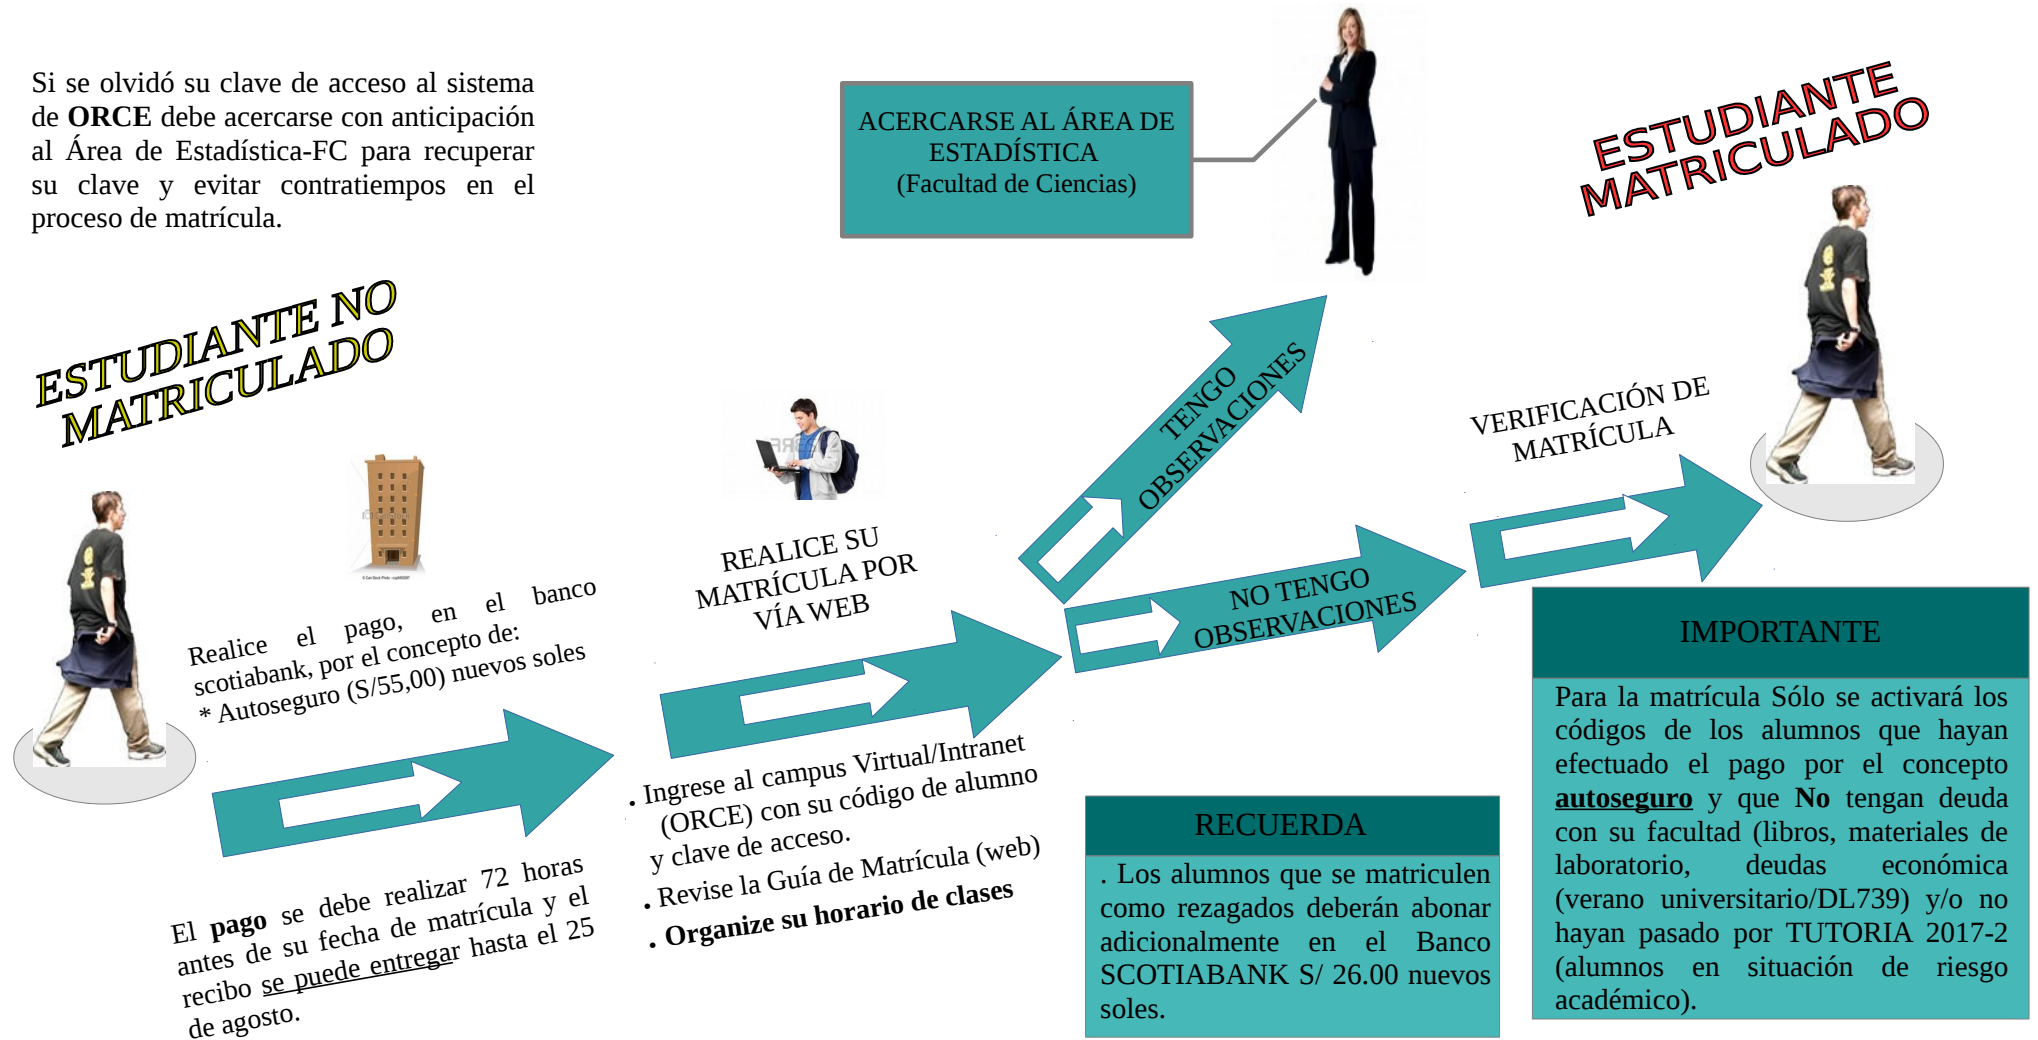 Si se olvidó su clave de acceso al sistema
de ORCE debe acercarse con anticipación
al Área de Estadística-FC para recuperar
su clave y evitar contratiempos en el
proceso de matrícula.
ACERCARSE AL ÁREA DE
ESTADÍSTICA
(Facultad de Ciencias)
ESTUDIANTE
MATRICULADO
ESTUDIANTE NO
MATRICULADO
Realice el pago, en el banco
scotiabank, por el concepto de:
* Autoseguro (S/55,00) nuevos soles
El pago se debe realizar 72 horas
antes de su fecha de matrícula y el
recibo se puede entregar hasta el 25
de agosto.
REALICE SU
MATRÍCULA POR
VÍA WEB
. Ingrese al campus Virtual/Intranet
(ORCE) con su código de alumno
y clave de acceso.
. Revise la Guía de Matrícula (web)
. Organize su horario de clases
TENGO
OBSERVACIONES
NO TENGO
OBSERVACIONES
VERIFICACIÓN DE
MATRÍCULA
RECUERDA
. Los alumnos que se matriculen
como rezagados deberán abonar
adicionalmente en el Banco
SCOTIABANK S/ 26.00 nuevos
soles.
IMPORTANTE
Para la matrícula Sólo se activará los
códigos de los alumnos que hayan
efectuado el pago por el concepto
autoseguro y que No tengan deuda
con su facultad (libros, materiales de
laboratorio, deudas económica
(verano universitario/DL739) y/o no
hayan pasado por TUTORIA 2017-2
(alumnos en situación de riesgo
académico).